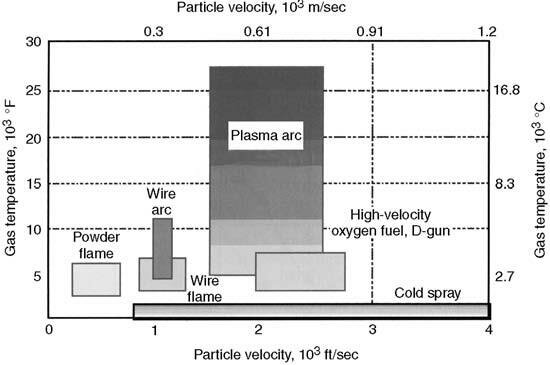 Particle velocity, 10³ m/sec
0.3 0.61 0.91 1.2
30
25 16.8
20
Plasma arc
15 8.3
Wire
arc
High-velocity
oxygen fuel, D-gun
10
Powder
flame
5 2.7
Wire
flame
Cold spray
0 1 2 3 4
Particle velocity, 10³ ft/sec
Gas temperature, 10³ °F
Gas temperature, 10³ °C